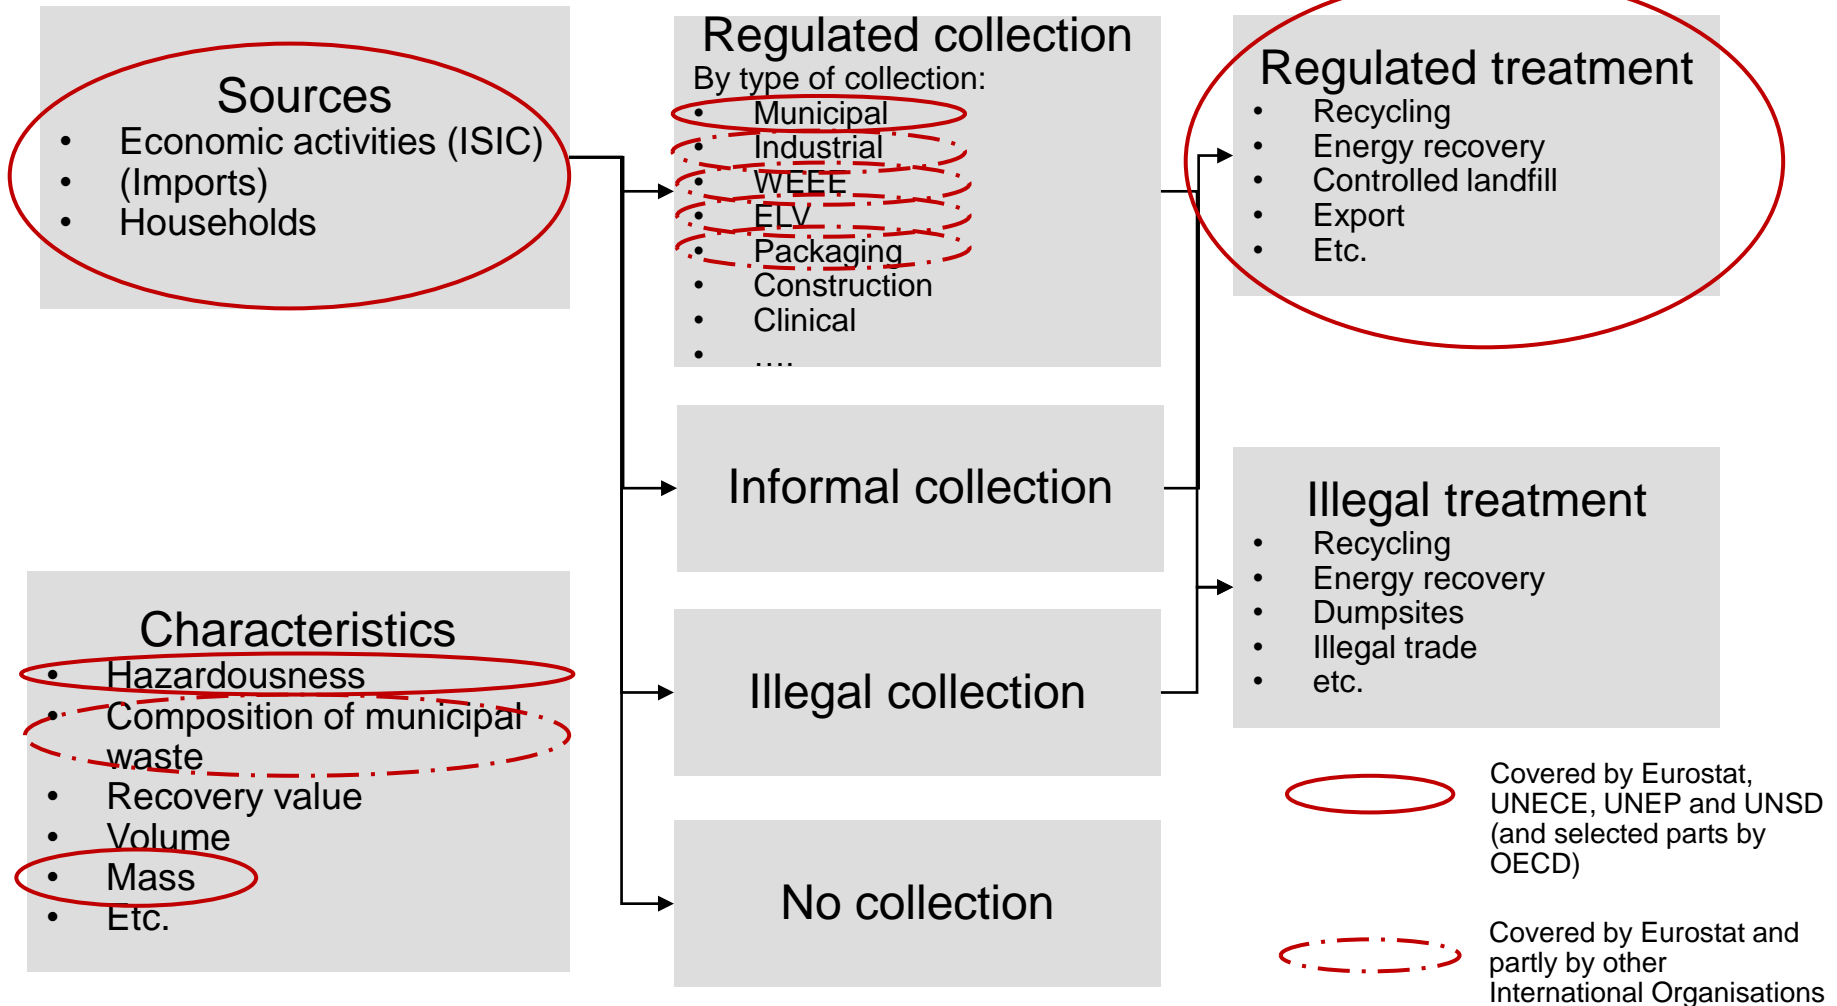 Sources
• Economic activities (ISIC)
• (Imports)
• Households
Characteristics
• Hazardousness
• Composition of municipal
waste
• Recovery value
• Volume
• Mass
• Etc.
Regulated collection
By type of collection:
• Municipal
• Industrial
• WEEE
• ELV
• Packaging
• Construction
• Clinical
• ....
Informal collection
Illegal collection
No collection
Regulated treatment
• Recycling
• Energy recovery
• Controlled landfill
• Export
• Etc.
Illegal treatment
• Recycling
• Energy recovery
• Dumpsites
• Illegal trade
• etc.
Covered by Eurostat,
UNECE, UNEP and UNSD
(and selected parts by
OECD)
Covered by Eurostat and
partly by other
International Organisations